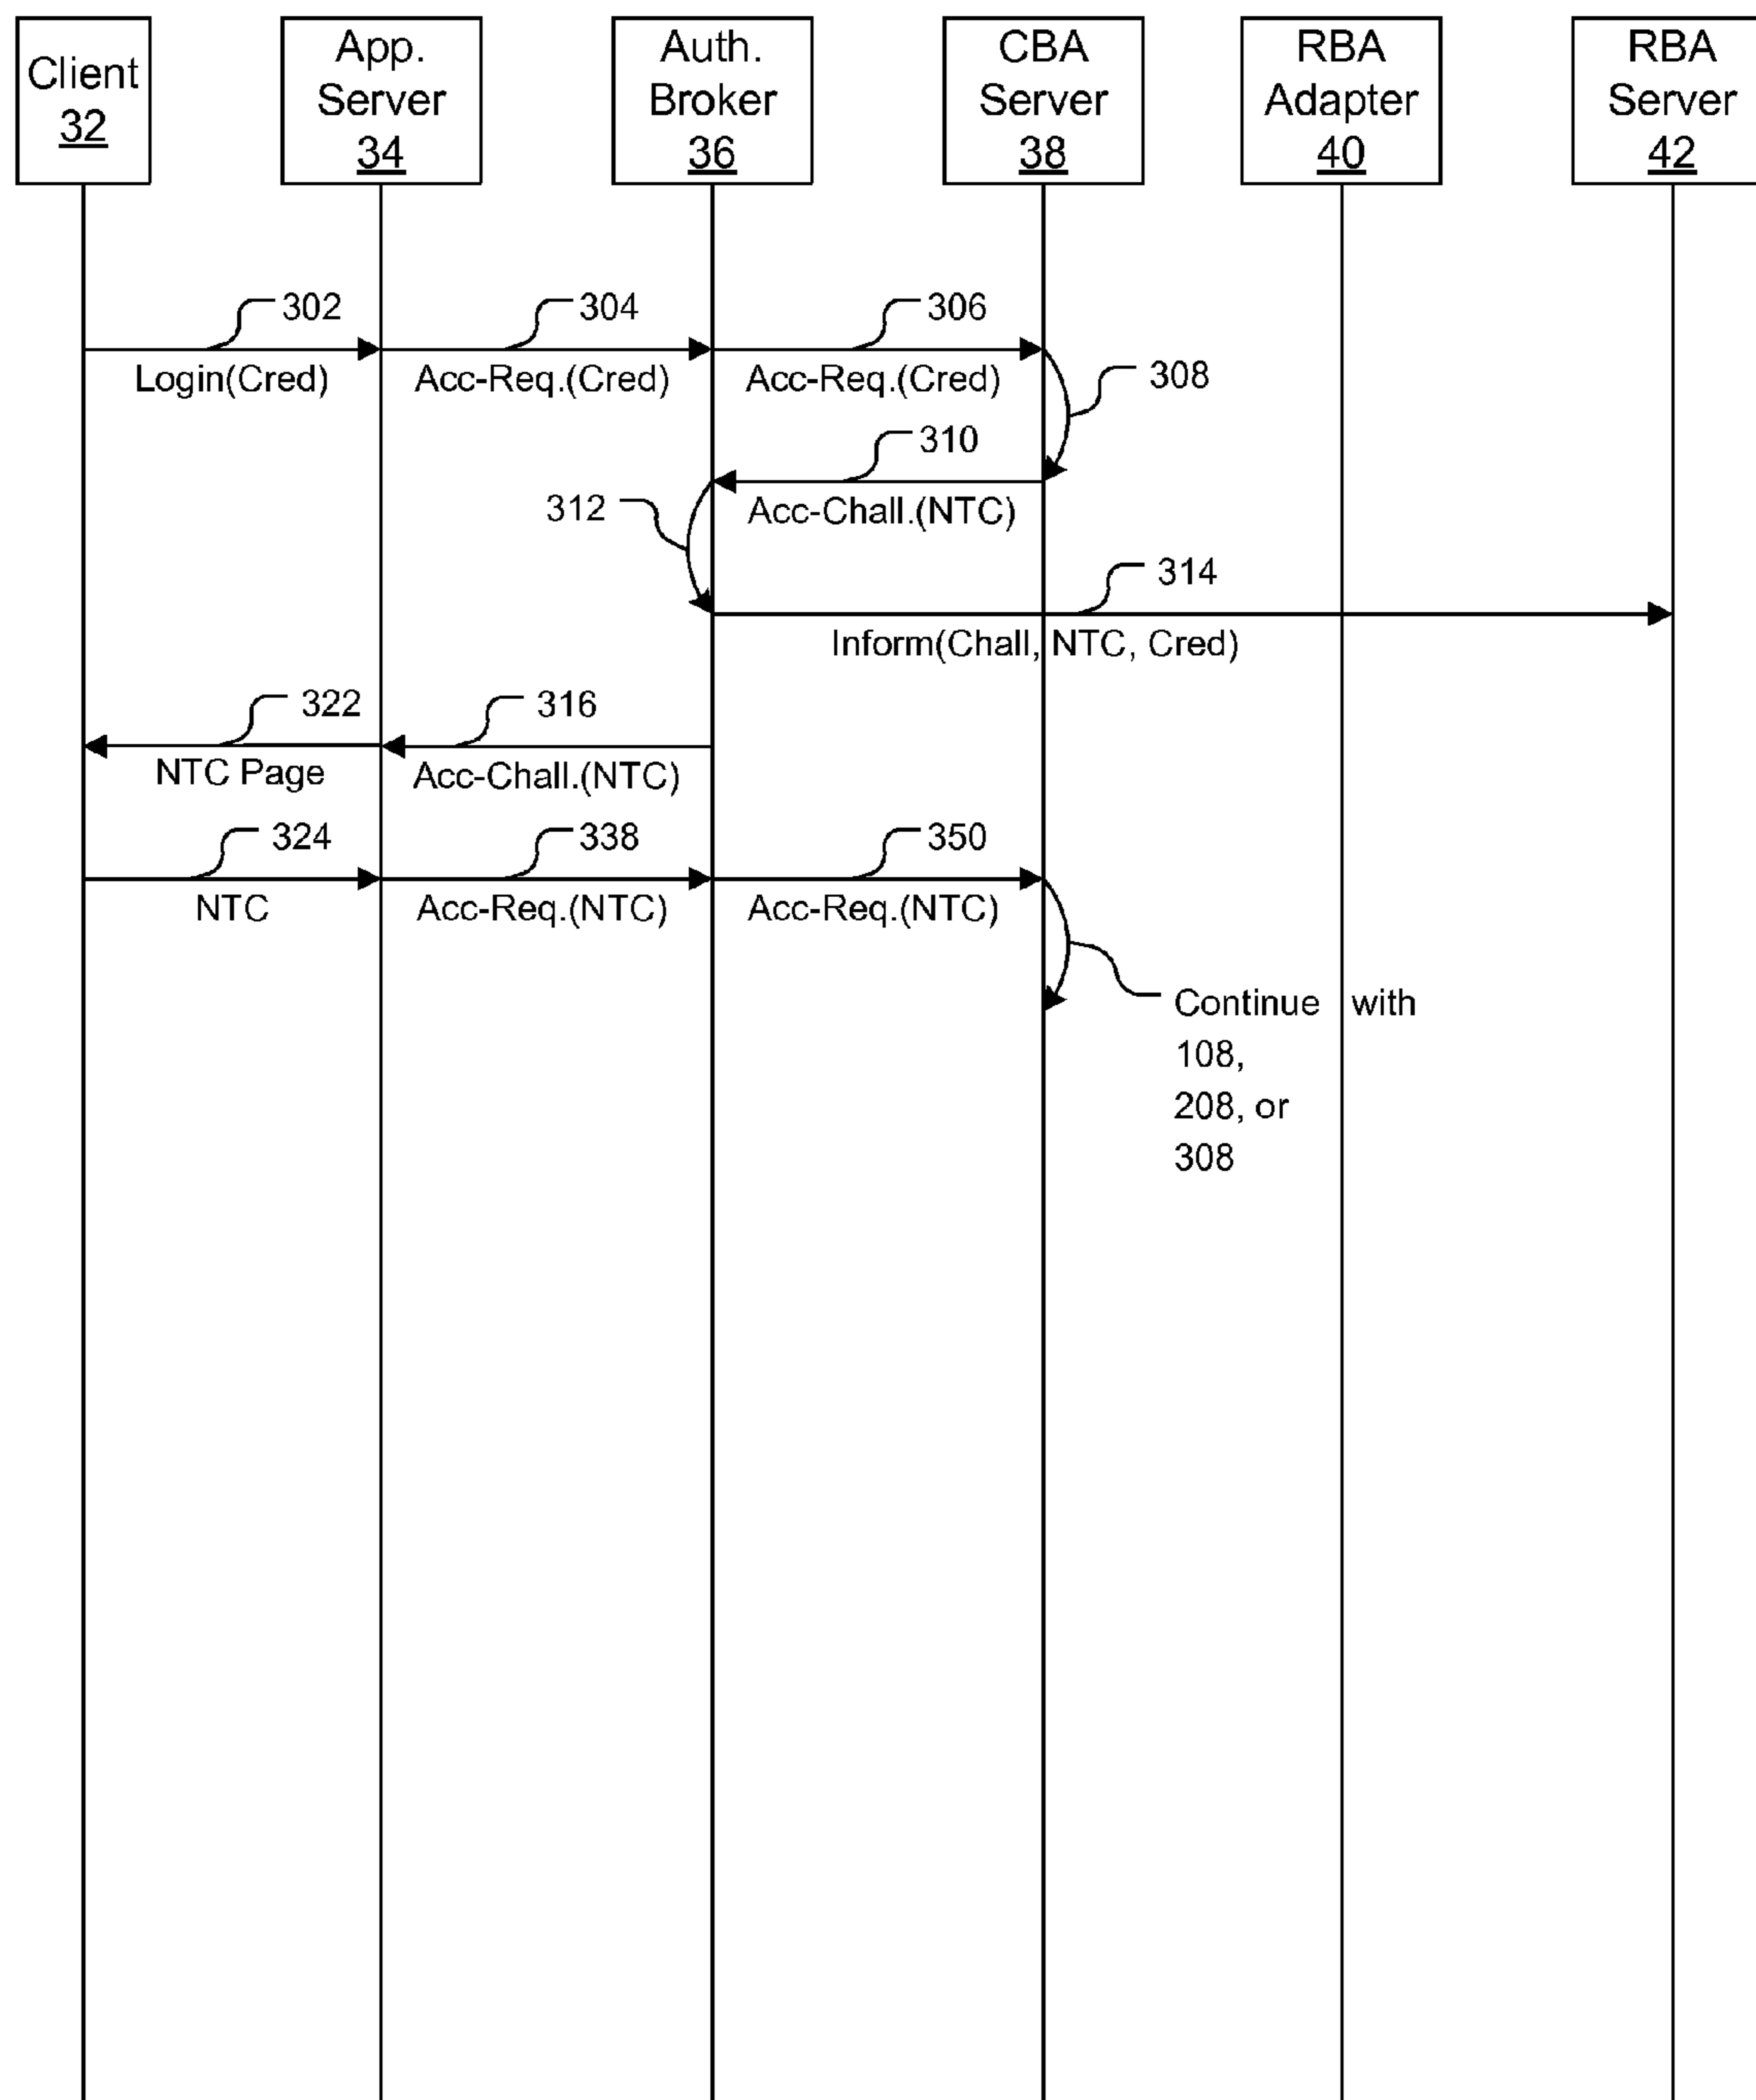 Client
32
App.
Server
34
Auth.
Broker
36
CBA
Server
38
RBA
Adapter
40
RBA
Server
42
302
304
306
Login(Cred)
Acc-Req.(Cred)
Acc-Req.(Cred)
308
310
Acc-Chall.(NTC)
312
314
Inform(Chall, NTC, Cred)
322
316
NTC Page
Acc-Chall.(NTC)
324
338
350
NTC
Acc-Req.(NTC)
Acc-Req.(NTC)
Continue with
108,
208, or
308